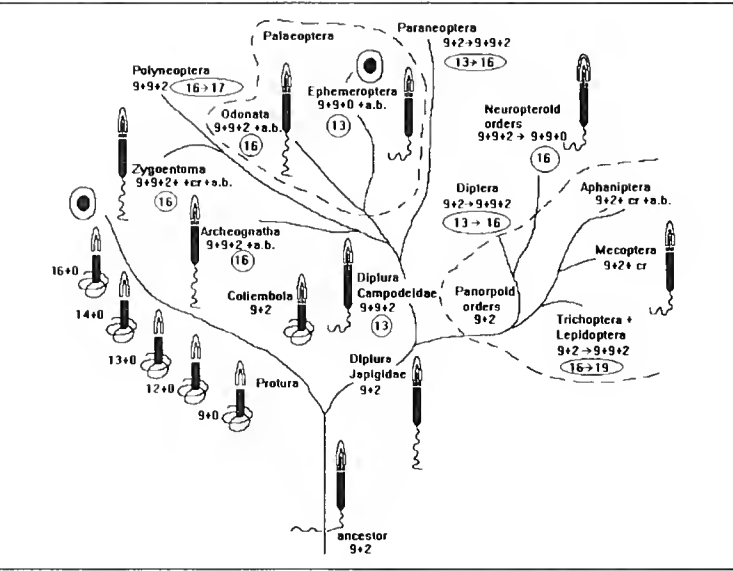 Palaeoptera
Paraneoptera
9+2→9+9+2
13→16
Polyneoptera
9+9+2 16→17
Ephemeroptera
9+9+0 +a.b.
13
Odonata
9+9+2 +a.b.
16
Neuropteroid
orders
9+9+2 → 9+9+0
16
Zygoentoma
9+9+2+ +cr+a.b.
16
Diptera
9+2→9+9+2
13→16
Aphaniptera
9+2+ cr +a.b.
Archeognatha
9+9+2 +a.b.
16
Mecoptera
9+2+ cr
16+0
Collembola
9+2
Diplura
Campodeidae
9+9+2
13
Panorpoid
orders
9+2
14+0
Trichoptera +
Lepidoptera
9+2→9+9+2
16→19
13+0
12+0
Protura
9+0
Diplura
Japigidae
9+2
ancestor
9+2